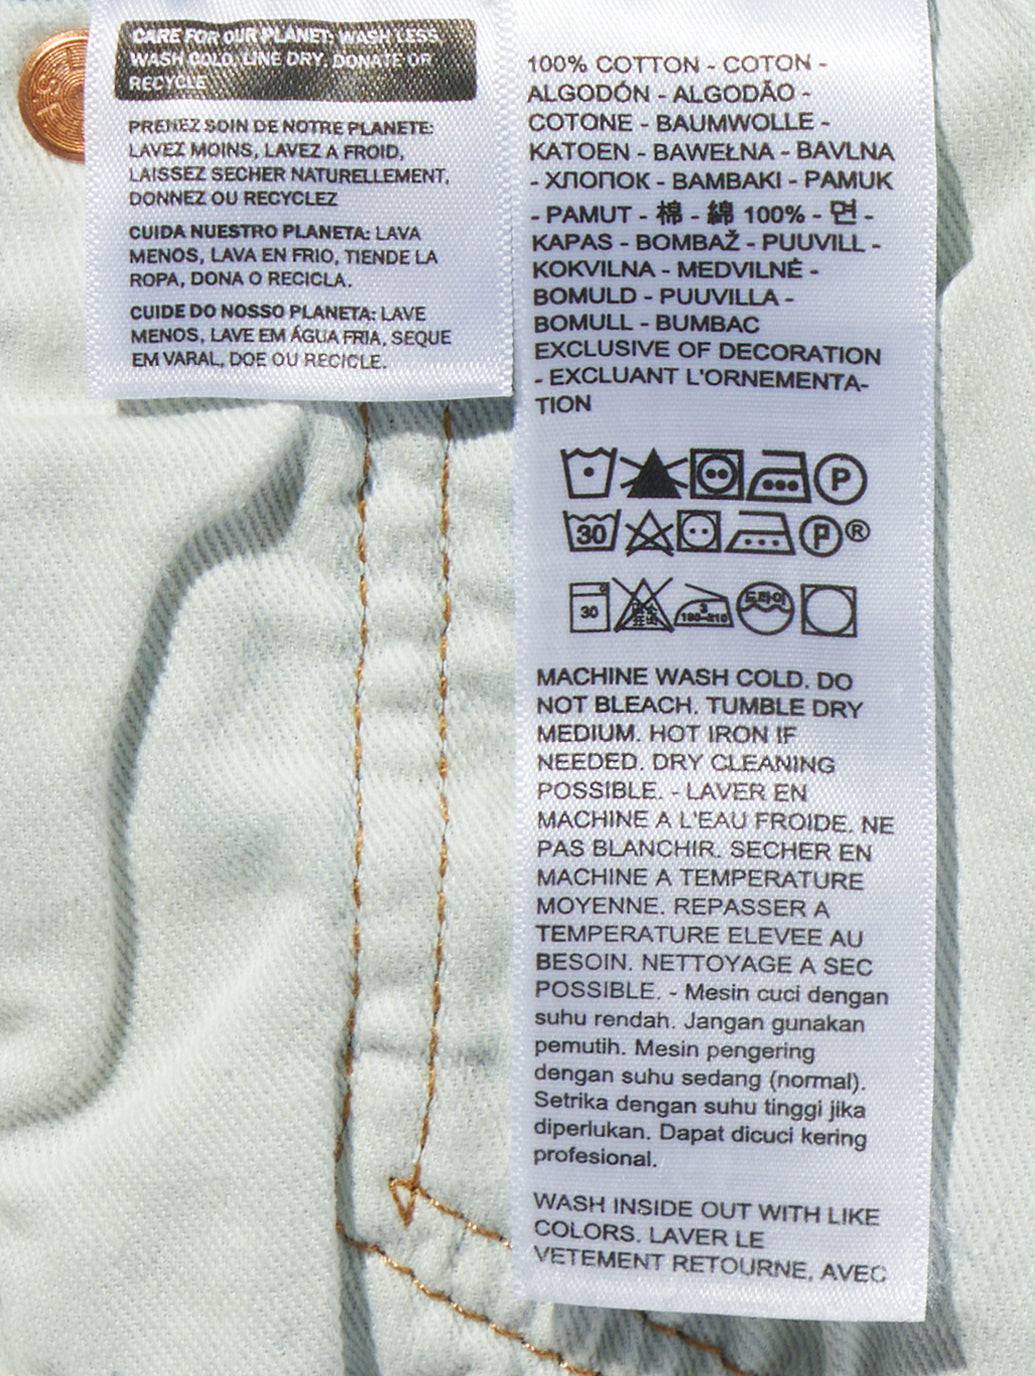 CARE FOR OUR PLANET: WASH LESS,
WASH COLD, LINE DRY, DONATE OR
RECYCLE
PRENEZ SOIN DE NOTRE PLANETE:
LAVEZ MOINS, LAVEZ A FROID,
LAISSEZ SECHER NATURELLEMENT,
DONNEZ OU RECYCLEZ
CUIDA NUESTRO PLANETA: LAVA
MENOS, LAVA EN FRIO, TIENDE LA
ROPA, DONA O RECICLA.
CUIDE DO NOSSO PLANETA: LAVE
MENOS, LAVE EM ÁGUA FRIA, SEQUE
EM VARAL, DOE OU RECICLE.
100% COTTON - COTON -
ALGODÓN - ALGODÃO -
COTONE - BAUMWOLLE -
KATOEN - BAWEŁNA - BAVLNA
- ХЛОПОК - BAMBAKI - PAMUK
- PAMUT - 棉 - 綿 100% - 면 -
KAPAS - BOMBAŽ - PUUVILL -
KOKVILNA - MEDVILNĖ -
BOMULD - PUUVILLA -
BOMULL - BUMBAC
EXCLUSIVE OF DECORATION
- EXCLUANT L'ORNEMENTA-
TION
P
30 P ®
30 3 180-210 드라이
MACHINE WASH COLD. DO
NOT BLEACH. TUMBLE DRY
MEDIUM. HOT IRON IF
NEEDED. DRY CLEANING
POSSIBLE. - LAVER EN
MACHINE A L'EAU FROIDE. NE
PAS BLANCHIR. SECHER EN
MACHINE A TEMPERATURE
MOYENNE. REPASSER A
TEMPERATURE ELEVEE AU
BESOIN. NETTOYAGE A SEC
POSSIBLE. - Mesin cuci dengan
suhu rendah. Jangan gunakan
pemutih. Mesin pengering
dengan suhu sedang (normal).
Setrika dengan suhu tinggi jika
diperlukan. Dapat dicuci kering
profesional.
WASH INSIDE OUT WITH LIKE
COLORS. LAVER LE
VETEMENT RETOURNE, AVEC